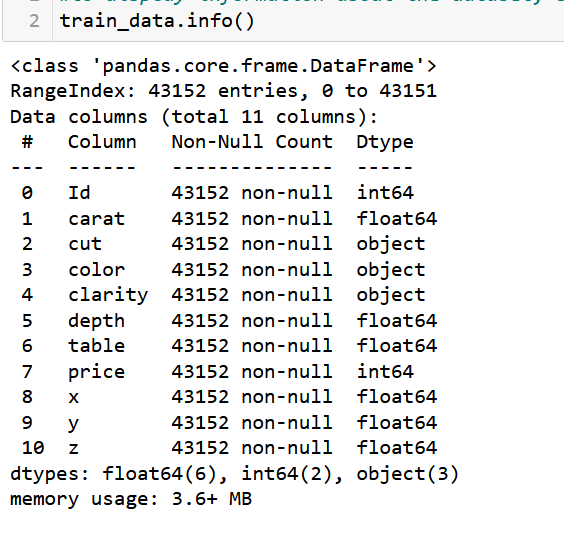 2 train_data.info()
<class 'pandas.core.frame.DataFrame'>
RangeIndex: 43152 entries, 0 to 43151
Data columns (total 11 columns):
 #   Column   Non-Null Count  Dtype
---  ------   --------------  -----
 0   Id       43152 non-null  int64
 1   carat    43152 non-null  float64
 2   cut      43152 non-null  object
 3   color    43152 non-null  object
 4   clarity  43152 non-null  object
 5   depth    43152 non-null  float64
 6   table    43152 non-null  float64
 7   price    43152 non-null  int64
 8   x        43152 non-null  float64
 9   y        43152 non-null  float64
 10  z        43152 non-null  float64
dtypes: float64(6), int64(2), object(3)
memory usage: 3.6+ MB